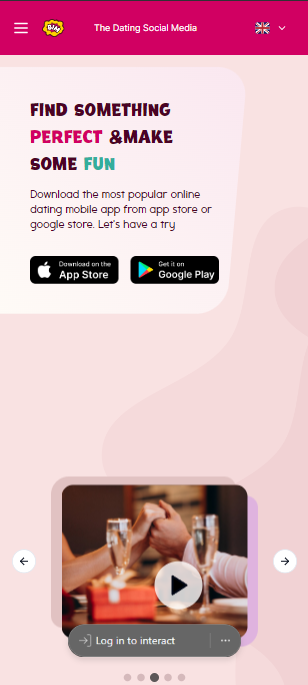 The Dating Social Media
FIND SOMETHING
PERFECT &MAKE
SOME FUN
Download the most popular online
dating mobile app from app store or
google store. Let's have a try
Download on the
App Store
Get it on
Google Play
Log in to interact